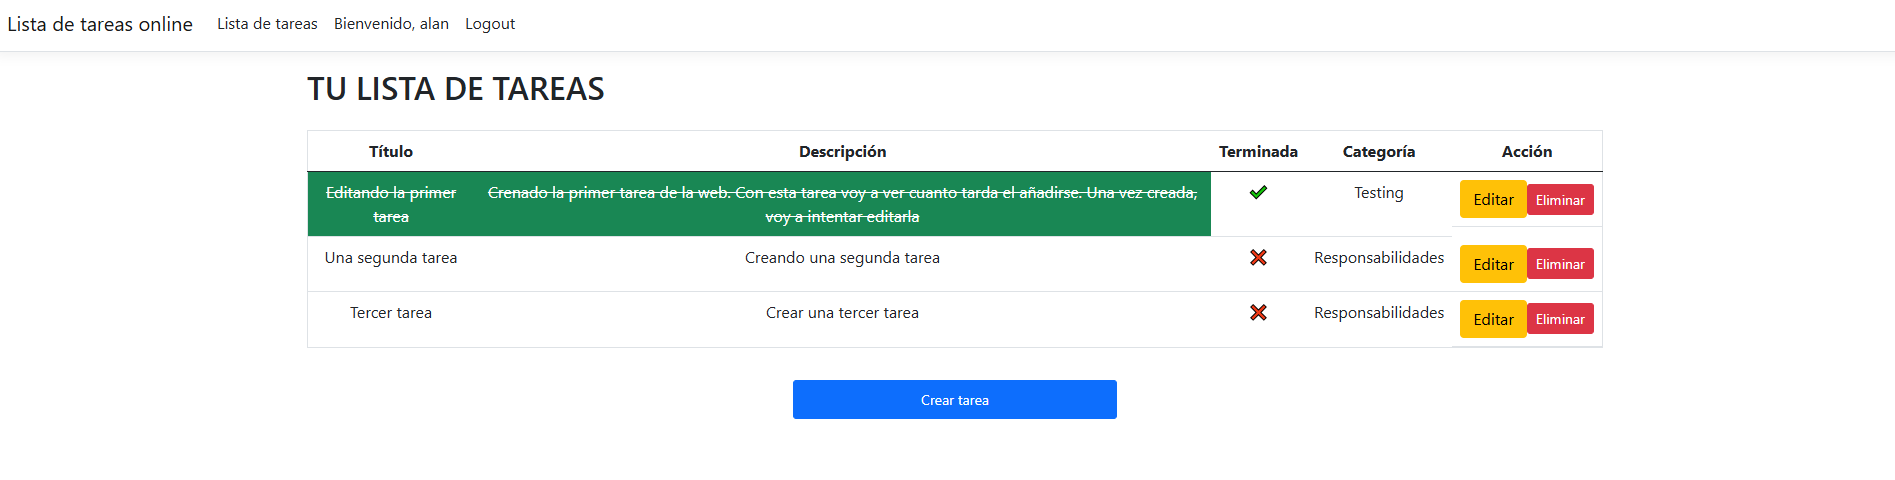 Lista de tareas online Lista de tareas Bienvenido, alan Logout
TU LISTA DE TAREAS
Título Descripción Terminada Categoría Acción
Editando la primer Crenado la primer tarea de la web. Con esta tarea voy a ver cuanto tarda el añadirse. Una vez creada, Testing Editar Eliminar
tarea voy a intentar editarla
Una segunda tarea Creando una segunda tarea Responsabilidades Editar Eliminar
Tercer tarea Crear una tercer tarea Responsabilidades Editar Eliminar
Crear tarea